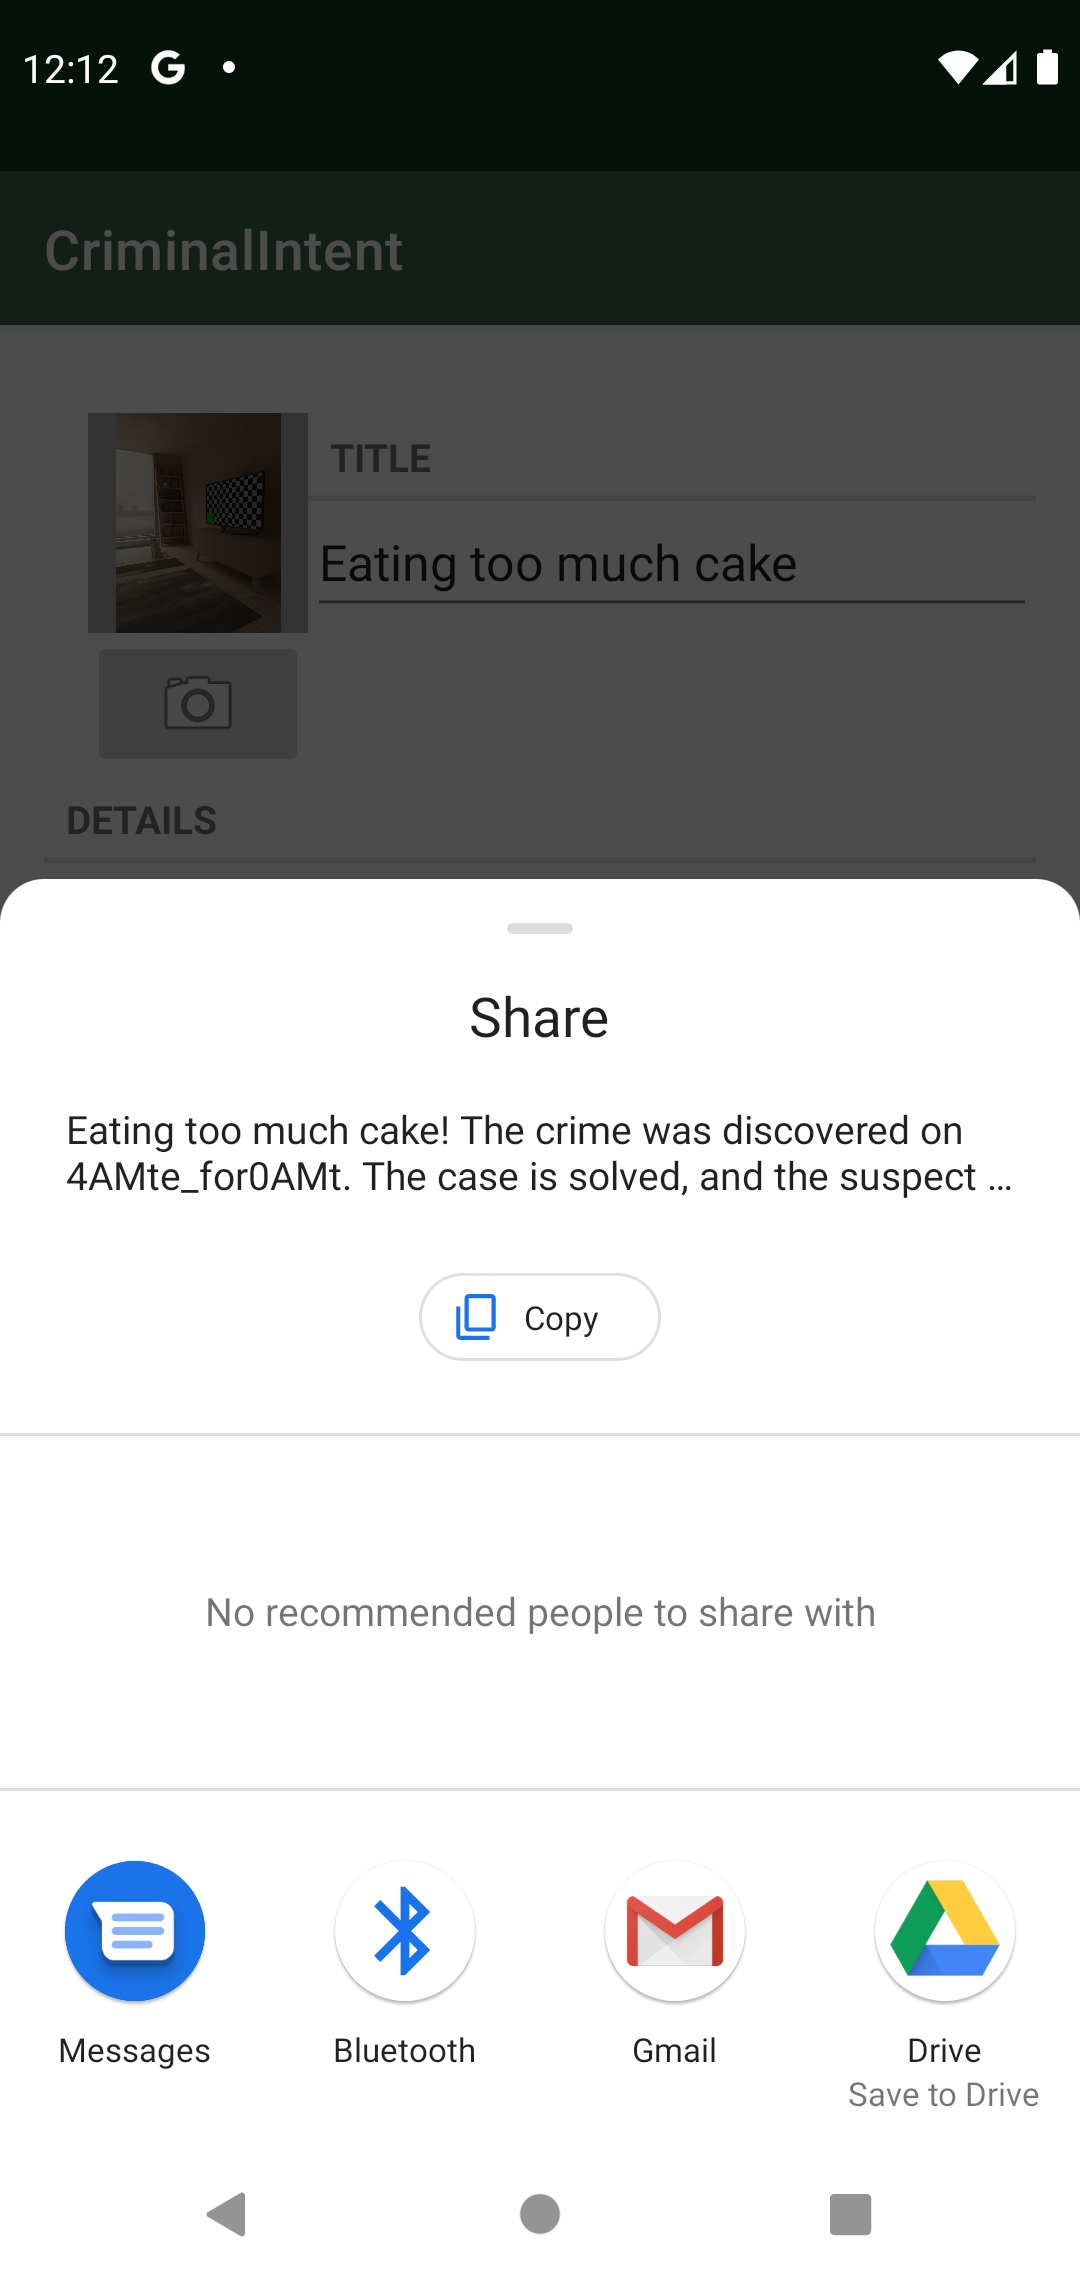 12:12
CriminalIntent
TITLE
Eating too much cake
DETAILS
Share
Eating too much cake! The crime was discovered on
4AMte_for0AMt. The case is solved, and the suspect ...
Copy
No recommended people to share with
Messages
Bluetooth
Gmail
Drive
Save to Drive